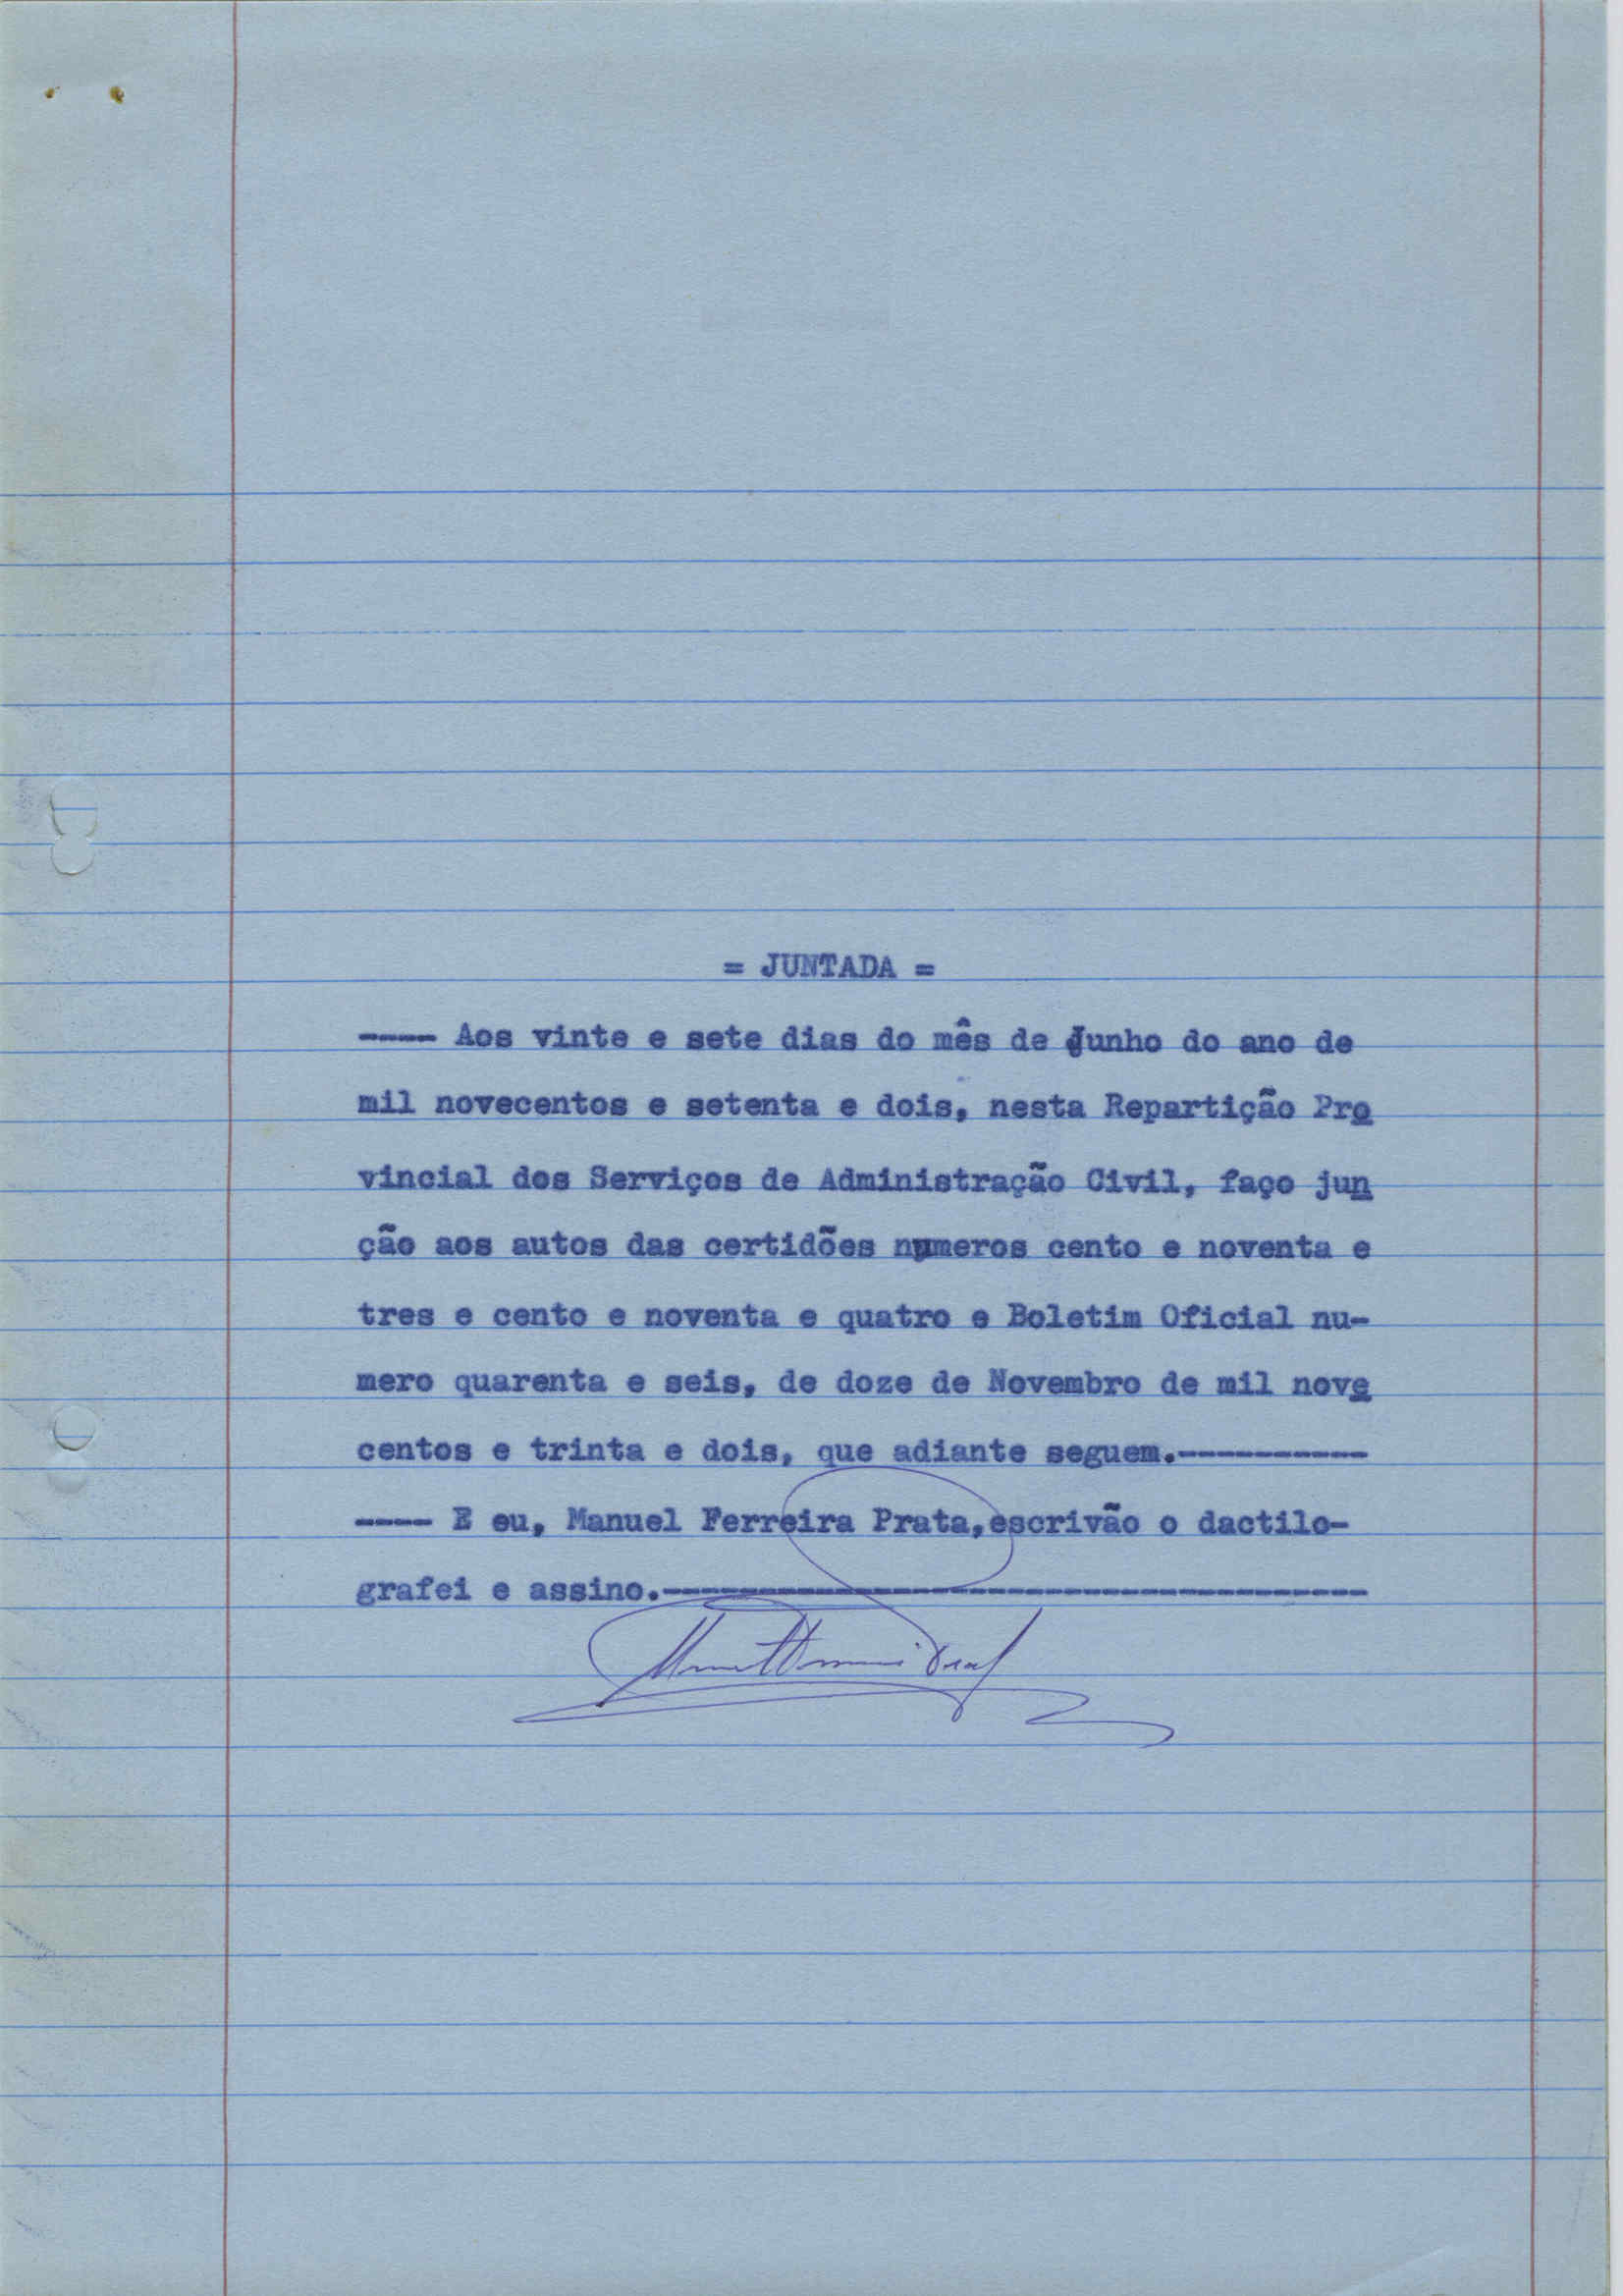 = JUNTADA =
---- Aos vinte e sete dias do mês de Junho do ano de
mil novecentos e setenta e dois, nesta Repartição Pro
vincial dos Serviços de Administração Civil, faço jun
ção aos autos das certidões numeros cento e noventa e
tres e cento e noventa e quatro e Boletim Oficial nu-
mero quarenta e seis, de doze de Novembro de mil nove
centos e trinta e dois, que adiante seguem.----------
---- E eu, Manuel Ferreira Prata,escrivão o dactilo-
grafei e assino.-------------------------------------